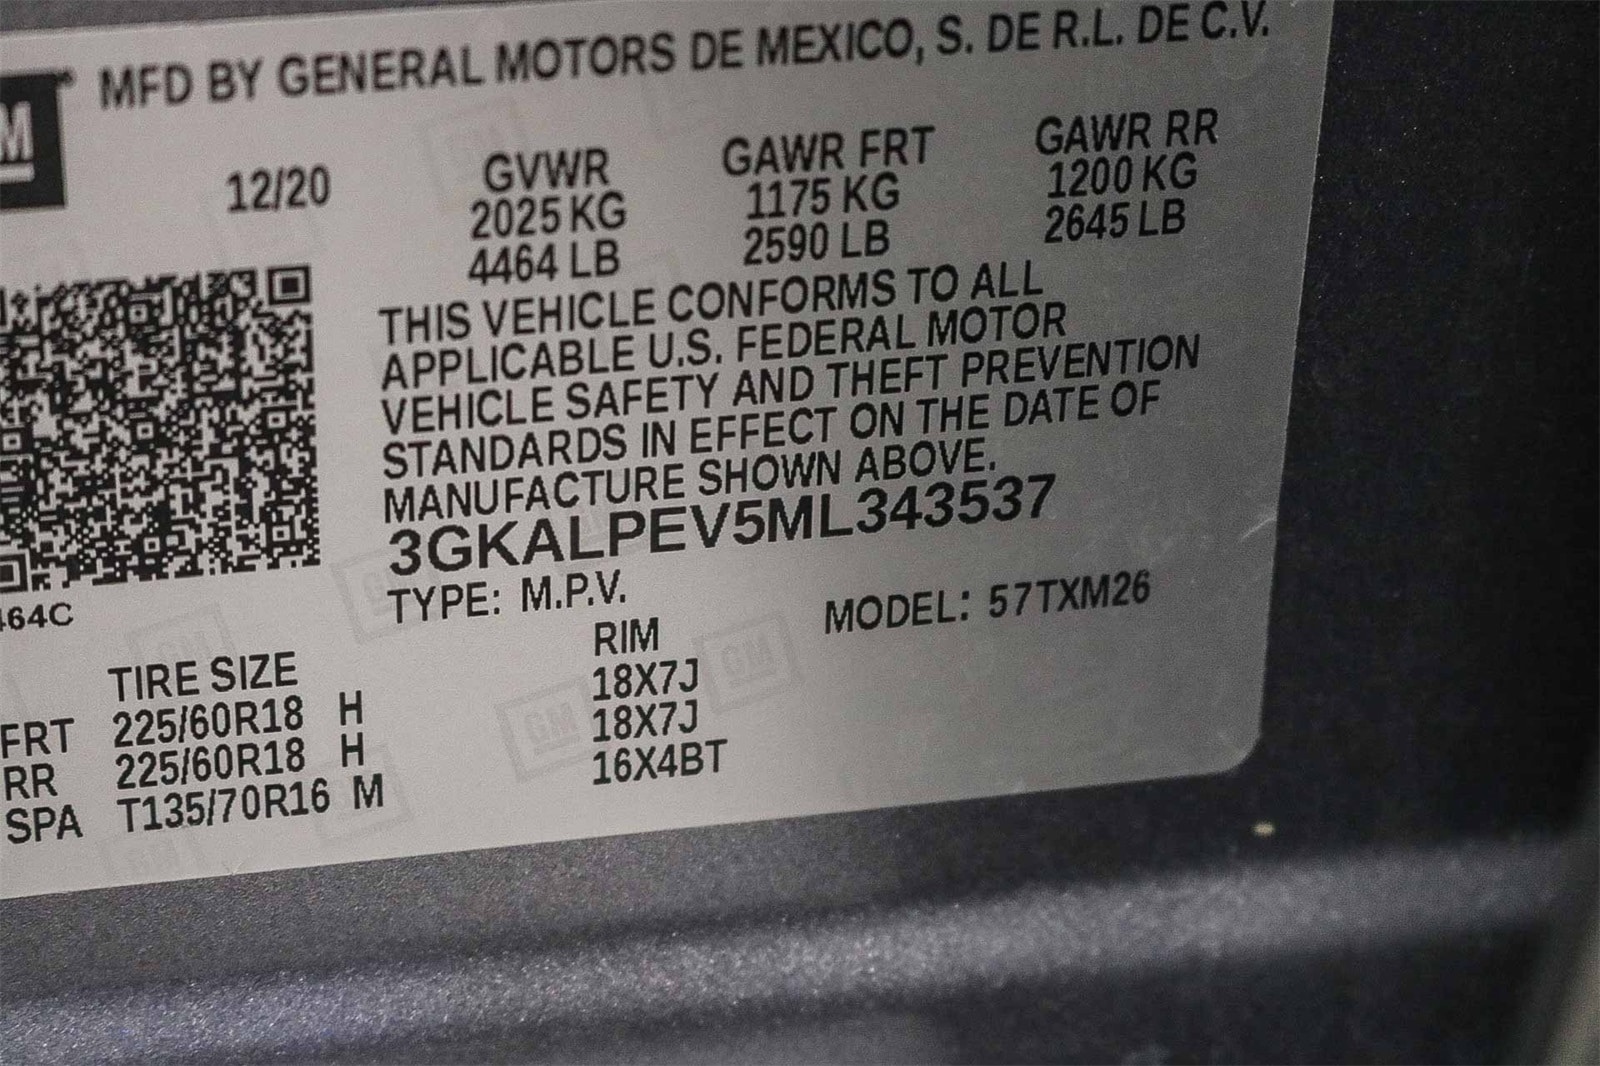 MFD BY GENERAL MOTORS DE MEXICO, S. DE R.L. DE C.V.
12/20 GVWR GAWR FRT GAWR RR
2025 KG 1175 KG 1200 KG
4464 LB 2590 LB 2645 LB
THIS VEHICLE CONFORMS TO ALL
APPLICABLE U.S. FEDERAL MOTOR
VEHICLE SAFETY AND THEFT PREVENTION
STANDARDS IN EFFECT ON THE DATE OF
MANUFACTURE SHOWN ABOVE.
3GKALPEV5ML343537
TYPE: M.P.V. MODEL: 57TXM26
464C
TIRE SIZE RIM
FRT 225/60R18 H 18X7J
RR 225/60R18 H 18X7J
SPA T135/70R16 M 16X4BT
GM
GM